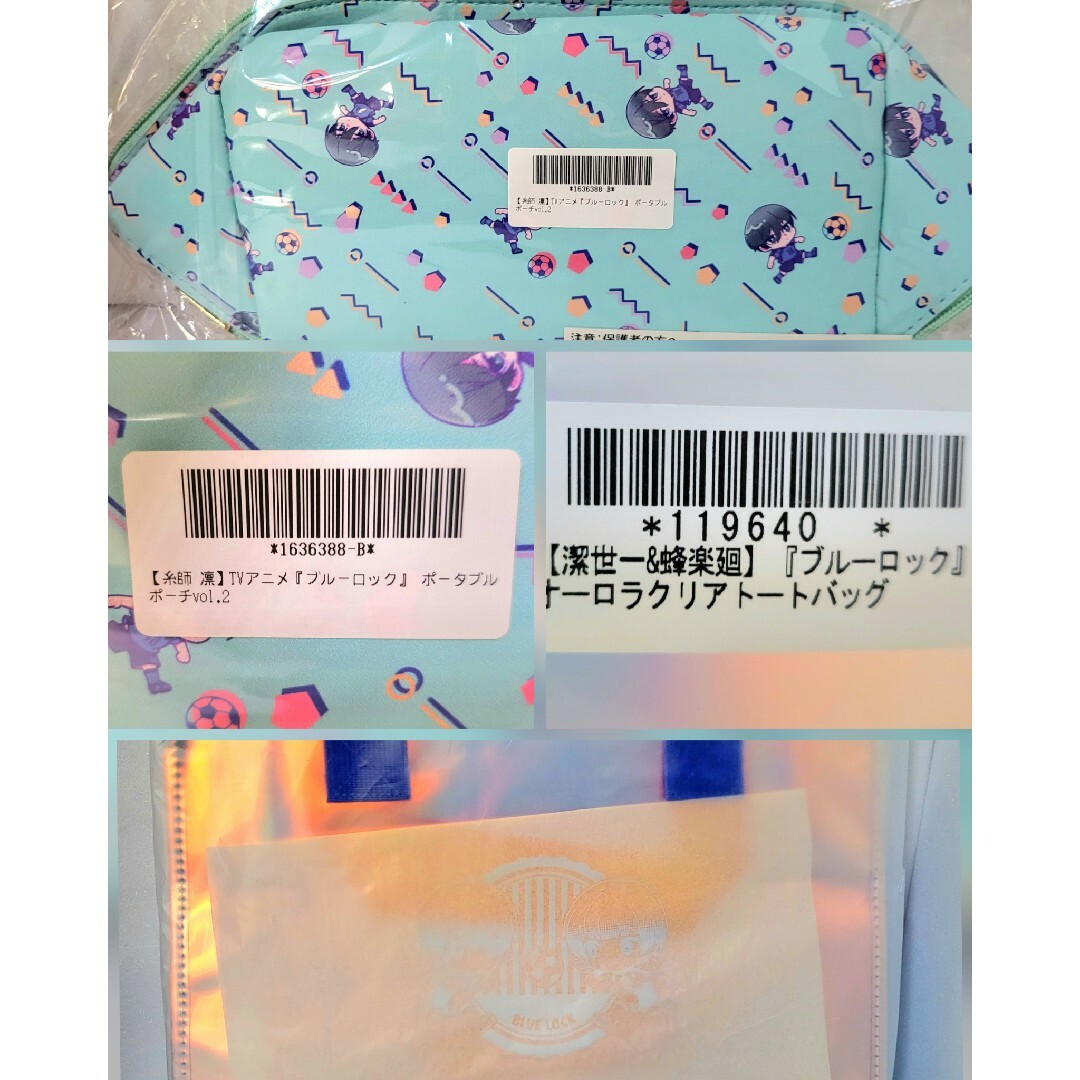 *1636388-B*
【糸師 凛】TVアニメ『ブルーロック』 ポータブル
ポーチvol.2
注意:保護者の方へ
*1636388-B*
【糸師 凛】TVアニメ『ブルーロック』 ポータブル
ポーチvol.2
*119640 *
【潔世一&蜂楽廻】『ブルーロック』
オーロラクリアトートバッグ
BLUE LOCK